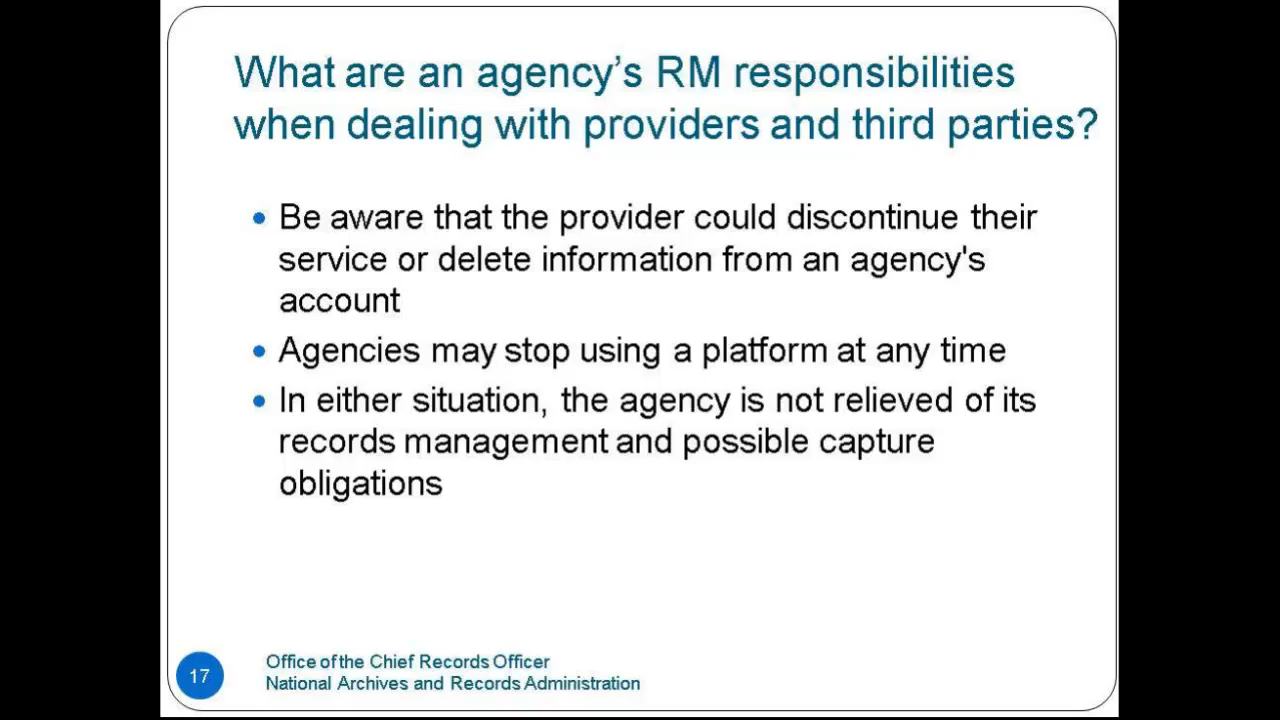 What are an agency's RM responsibilities
when dealing with providers and third parties?
• Be aware that the provider could discontinue their
service or delete information from an agency's
account
• Agencies may stop using a platform at any time
• In either situation, the agency is not relieved of its
records management and possible capture
obligations
17
Office of the Chief Records Officer
National Archives and Records Administration